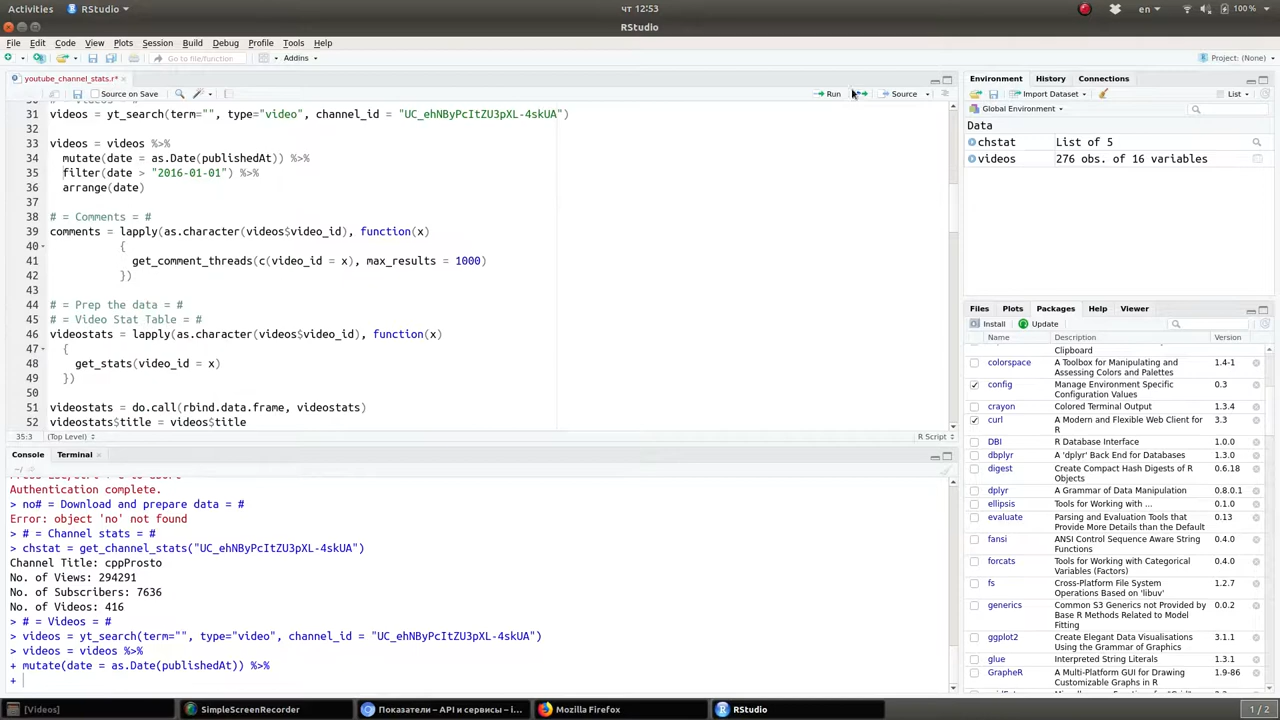 Activities RStudio чт 12:53 en 100 %
RStudio
File Edit Code View Plots Session Build Debug Profile Tools Help
Go to file/function Addins Project: (None)
youtube_channel_stats.r*
Source on Save Run Source
31 videos = yt_search(term="", type="video", channel_id = "UC_ehNByPcItZU3pXL-4skUA")
32
33 videos = videos %>%
34 mutate(date = as.Date(publishedAt)) %>%
35 filter(date > "2016-01-01") %>%
36 arrange(date)
37
38 # = Comments = #
39 comments = lapply(as.character(videos$video_id), function(x)
40 {
41 get_comment_threads(c(video_id = x), max_results = 1000)
42 })
43
44 # = Prep the data = #
45 # = Video Stat Table = #
46 videostats = lapply(as.character(videos$video_id), function(x)
47 {
48 get_stats(video_id = x)
49 })
50
51 videostats = do.call(rbind.data.frame, videostats)
52 videostats$title = videos$title
35:3 (Top Level) R Script
Console Terminal
~/
Authentication complete.
> no# = Download and prepare data = #
Error: object 'no' not found
> # = Channel stats = #
> chstat = get_channel_stats("UC_ehNByPcItZU3pXL-4skUA")
Channel Title: cppProsto
No. of Views: 294291
No. of Subscribers: 7636
No. of Videos: 416
> # = Videos = #
> videos = yt_search(term="", type="video", channel_id = "UC_ehNByPcItZU3pXL-4skUA")
> videos = videos %>%
+ mutate(date = as.Date(publishedAt)) %>%
+
Environment History Connections
Import Dataset List
Global Environment
Data
chstat List of 5
videos 276 obs. of 16 variables
Files Plots Packages Help Viewer
Install Update
Name Description Version
Clipboard
colorspace A Toolbox for Manipulating and Assessing Colors and Palettes 1.4-1
config Manage Environment Specific Configuration Values 0.3
crayon Colored Terminal Output 1.3.4
curl A Modern and Flexible Web Client for R 3.3
DBI R Database Interface 1.0.0
dbplyr A 'dplyr' Back End for Databases 1.3.0
digest Create Compact Hash Digests of R Objects 0.6.18
dplyr A Grammar of Data Manipulation 0.8.0.1
ellipsis Tools for Working with ... 0.1.0
evaluate Parsing and Evaluation Tools that Provide More Details than the Default 0.13
fansi ANSI Control Sequence Aware String Functions 0.4.0
forcats Tools for Working with Categorical Variables (Factors) 0.4.0
fs Cross-Platform File System Operations Based on 'libuv' 1.2.7
generics Common S3 Generics not Provided by Base R Methods Related to Model Fitting 0.0.2
ggplot2 Create Elegant Data Visualisations Using the Grammar of Graphics 3.1.1
glue Interpreted String Literals 1.3.1
GrapheR A Multi-Platform GUI for Drawing Customizable Graphs in R 1.9-86
[Videos] SimpleScreenRecorder Показатели – API и сервисы – i... Mozilla Firefox RStudio 1 / 2